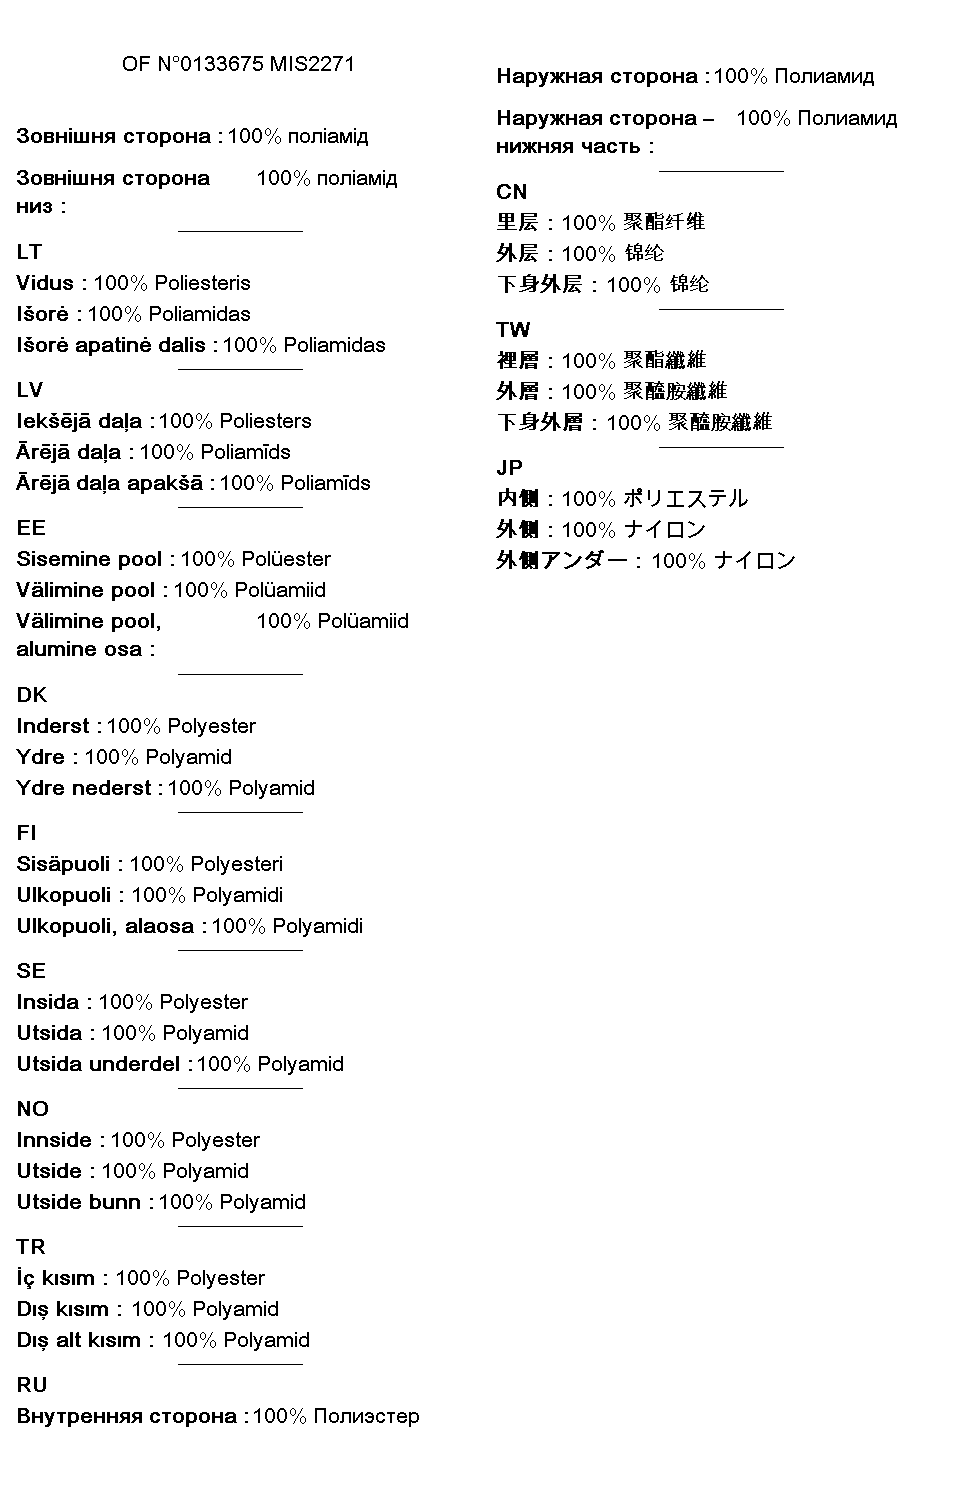 OF N°0133675 MIS2271
Зовнішня сторона : 100% поліамід
Зовнішня сторона 100% поліамід
низ :
LT
Vidus : 100% Poliesteris
Išorė : 100% Poliamidas
Išorė apatinė dalis : 100% Poliamidas
LV
Iekšējā daļa : 100% Poliesters
Ārējā daļa : 100% Poliamīds
Ārējā daļa apakšā : 100% Poliamīds
EE
Sisemine pool : 100% Polüester
Välimine pool : 100% Polüamiid
Välimine pool, 100% Polüamiid
alumine osa :
DK
Inderst : 100% Polyester
Ydre : 100% Polyamid
Ydre nederst : 100% Polyamid
FI
Sisäpuoli : 100% Polyesteri
Ulkopuoli : 100% Polyamidi
Ulkopuoli, alaosa : 100% Polyamidi
SE
Insida : 100% Polyester
Utsida : 100% Polyamid
Utsida underdel : 100% Polyamid
NO
Innside : 100% Polyester
Utside : 100% Polyamid
Utside bunn : 100% Polyamid
TR
İç kısım : 100% Polyester
Dış kısım : 100% Polyamid
Dış alt kısım : 100% Polyamid
RU
Внутренняя сторона : 100% Полиэстер
Наружная сторона : 100% Полиамид
Наружная сторона – 100% Полиамид
нижняя часть :
CN
里层 : 100% 聚酯纤维
外层 : 100% 锦纶
下身外层 : 100% 锦纶
TW
裡層 : 100% 聚酯纖維
外層 : 100% 聚醯胺纖維
下身外層 : 100% 聚醯胺纖維
JP
内側 : 100% ポリエステル
外側 : 100% ナイロン
外側アンダー : 100% ナイロン